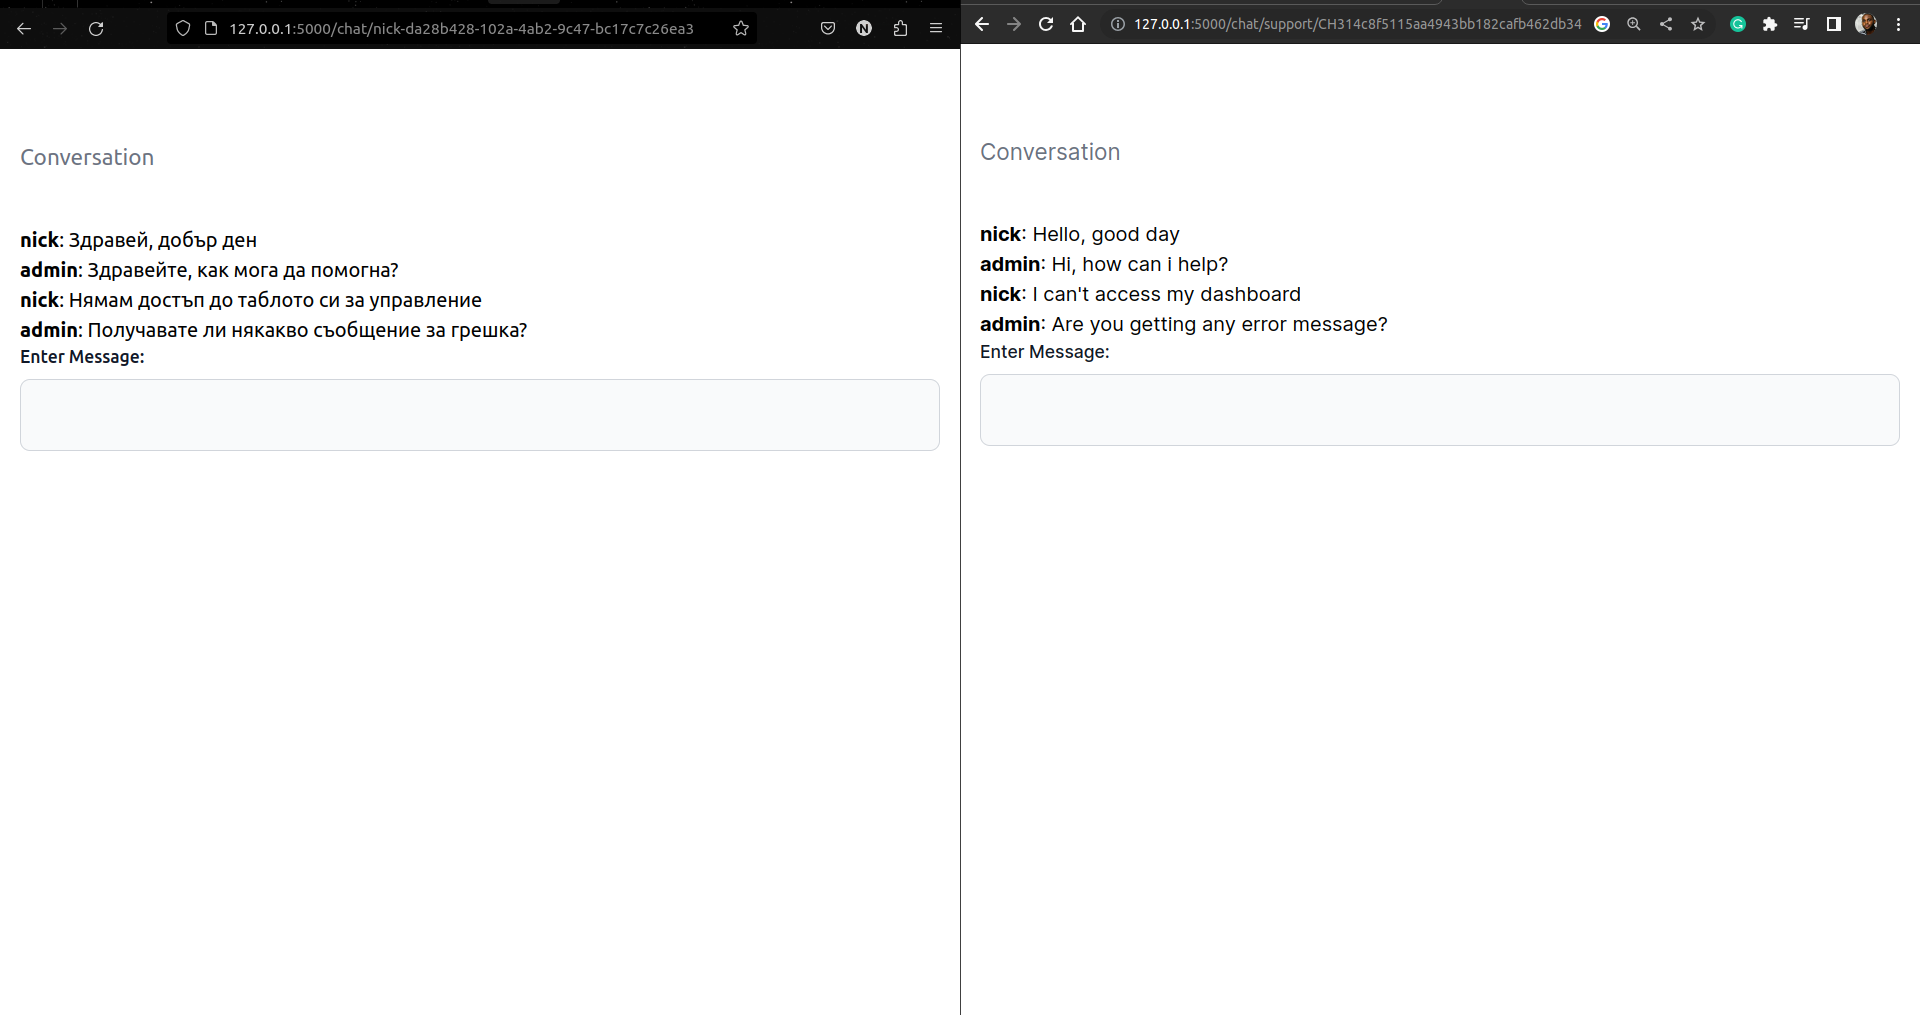 127.0.0.1:5000/chat/nick-da28b428-102a-4ab2-9c47-bc17c7c26ea3
Conversation
nick: Здравей, добър ден
admin: Здравейте, как мога да помогна?
nick: Нямам достъп до таблото си за управление
admin: Получавате ли някакво съобщение за грешка?
Enter Message:
127.0.0.1:5000/chat/support/CH314c8f5115aa4943bb182cafb462db34
Conversation
nick: Hello, good day
admin: Hi, how can i help?
nick: I can't access my dashboard
admin: Are you getting any error message?
Enter Message: